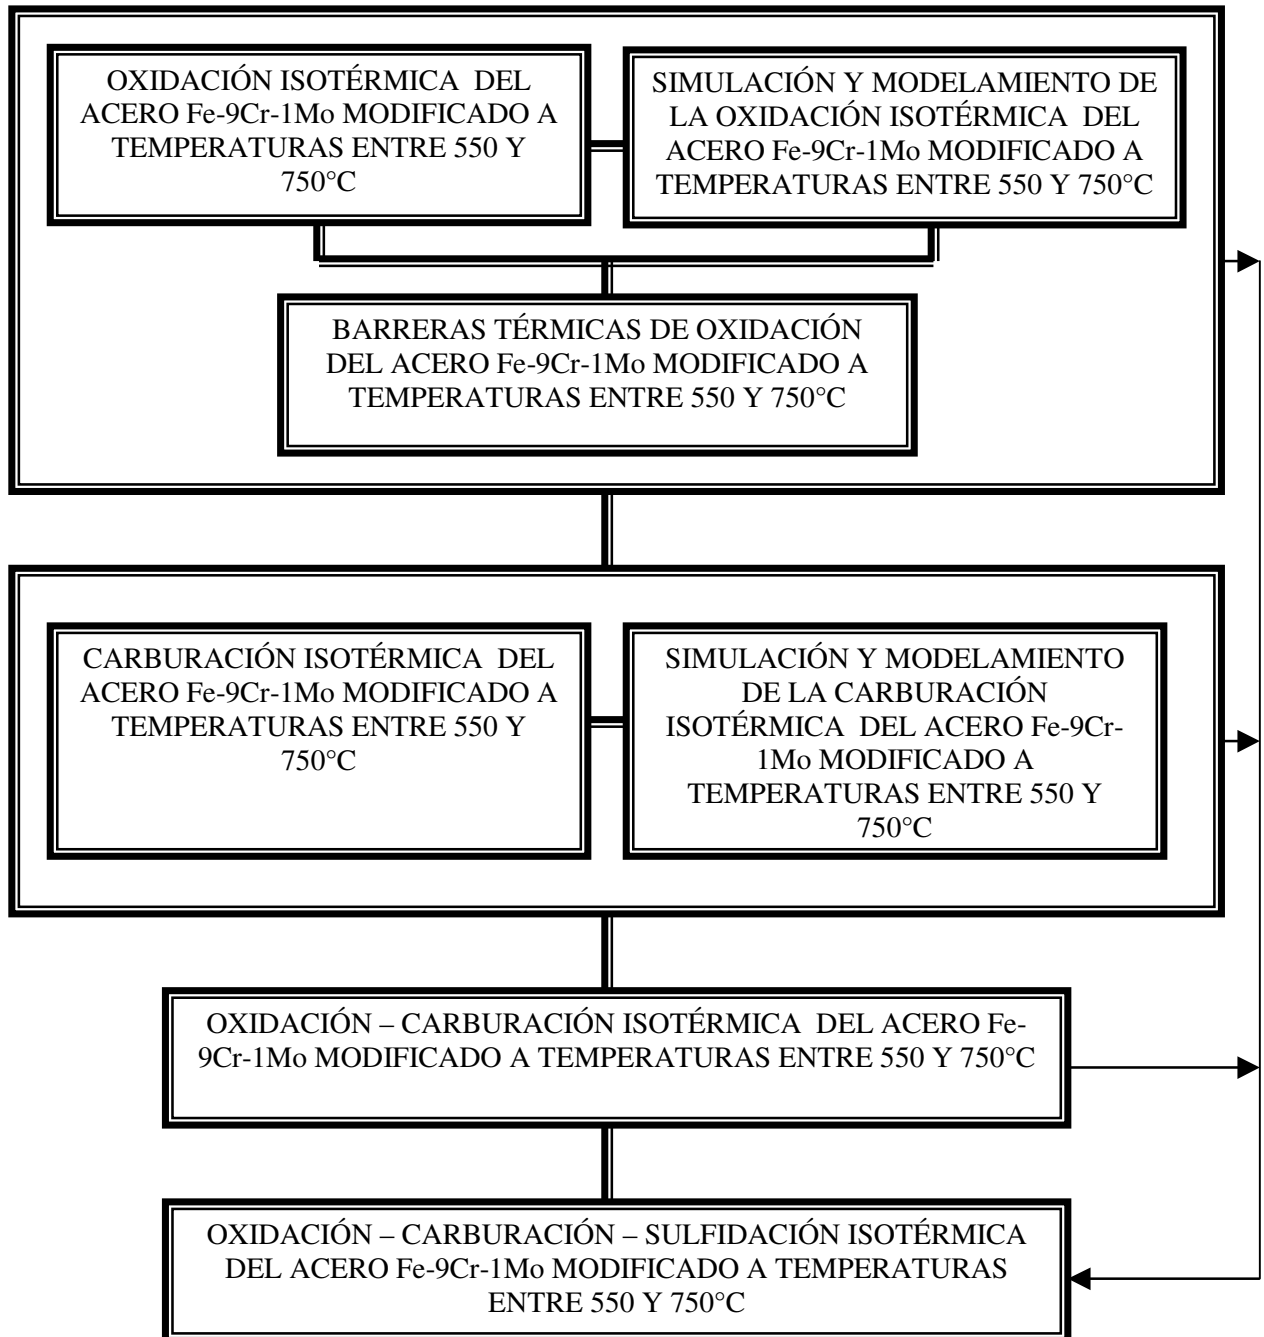 OXIDACIÓN ISOTÉRMICA DEL
ACERO Fe-9Cr-1Mo MODIFICADO A
TEMPERATURAS ENTRE 550 Y
750°C
SIMULACIÓN Y MODELAMIENTO DE
LA OXIDACIÓN ISOTÉRMICA DEL
ACERO Fe-9Cr-1Mo MODIFICADO A
TEMPERATURAS ENTRE 550 Y 750°C
BARRERAS TÉRMICAS DE OXIDACIÓN
DEL ACERO Fe-9Cr-1Mo MODIFICADO A
TEMPERATURAS ENTRE 550 Y 750°C
CARBURACIÓN ISOTÉRMICA DEL
ACERO Fe-9Cr-1Mo MODIFICADO A
TEMPERATURAS ENTRE 550 Y
750°C
SIMULACIÓN Y MODELAMIENTO
DE LA CARBURACIÓN
ISOTÉRMICA DEL ACERO Fe-9Cr-
1Mo MODIFICADO A
TEMPERATURAS ENTRE 550 Y
750°C
OXIDACIÓN – CARBURACIÓN ISOTÉRMICA DEL ACERO Fe-
9Cr-1Mo MODIFICADO A TEMPERATURAS ENTRE 550 Y 750°C
OXIDACIÓN – CARBURACIÓN – SULFIDACIÓN ISOTÉRMICA
DEL ACERO Fe-9Cr-1Mo MODIFICADO A TEMPERATURAS
ENTRE 550 Y 750°C